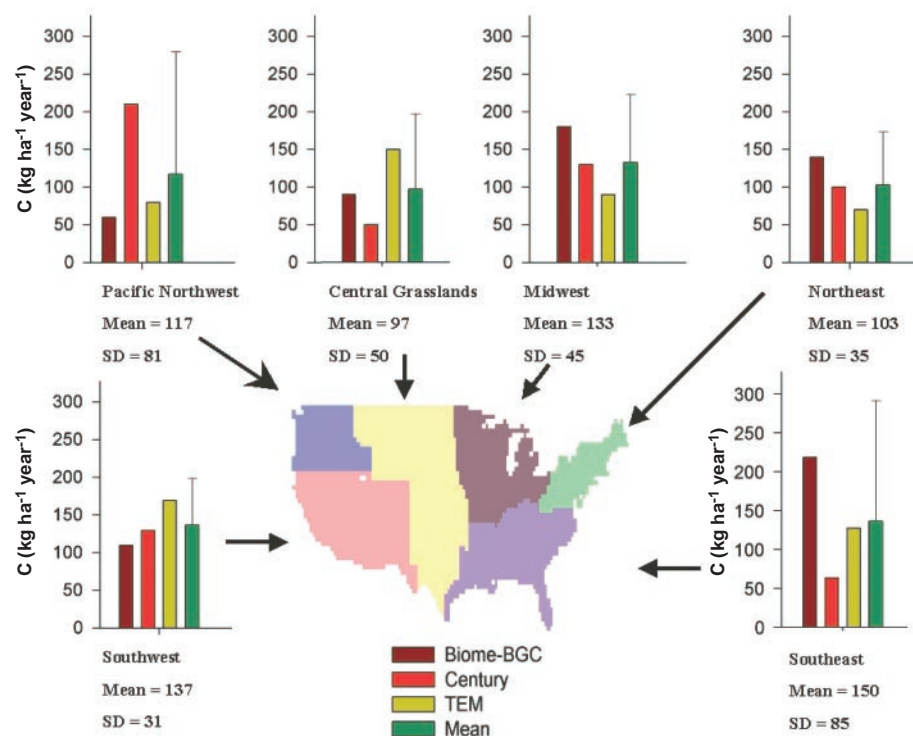 300
250
200
150
100
50
0
C (kg ha⁻¹ year⁻¹)
Pacific Northwest
Mean = 117
SD = 81
300
250
200
150
100
50
0
Central Grasslands
Mean = 97
SD = 50
300
250
200
150
100
50
0
Midwest
Mean = 133
SD = 45
300
250
200
150
100
50
0
Northeast
Mean = 103
SD = 35
300
250
200
150
100
50
0
C (kg ha⁻¹ year⁻¹)
Southwest
Mean = 137
SD = 31
300
250
200
150
100
50
0
C (kg ha⁻¹ year⁻¹)
Southeast
Mean = 150
SD = 85
Biome-BGC
Century
TEM
Mean